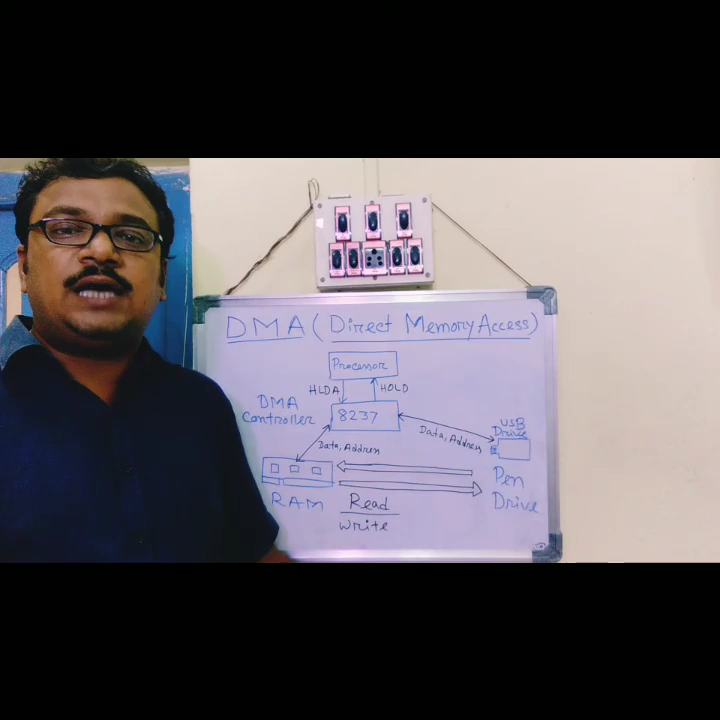 DMA (Direct Memory Access)
Processor
HLDA HOLD
DMA
Controller
8237
Data, Address
Data, Address
USB
Drive
RAM
Read
Write
Pen
Drive